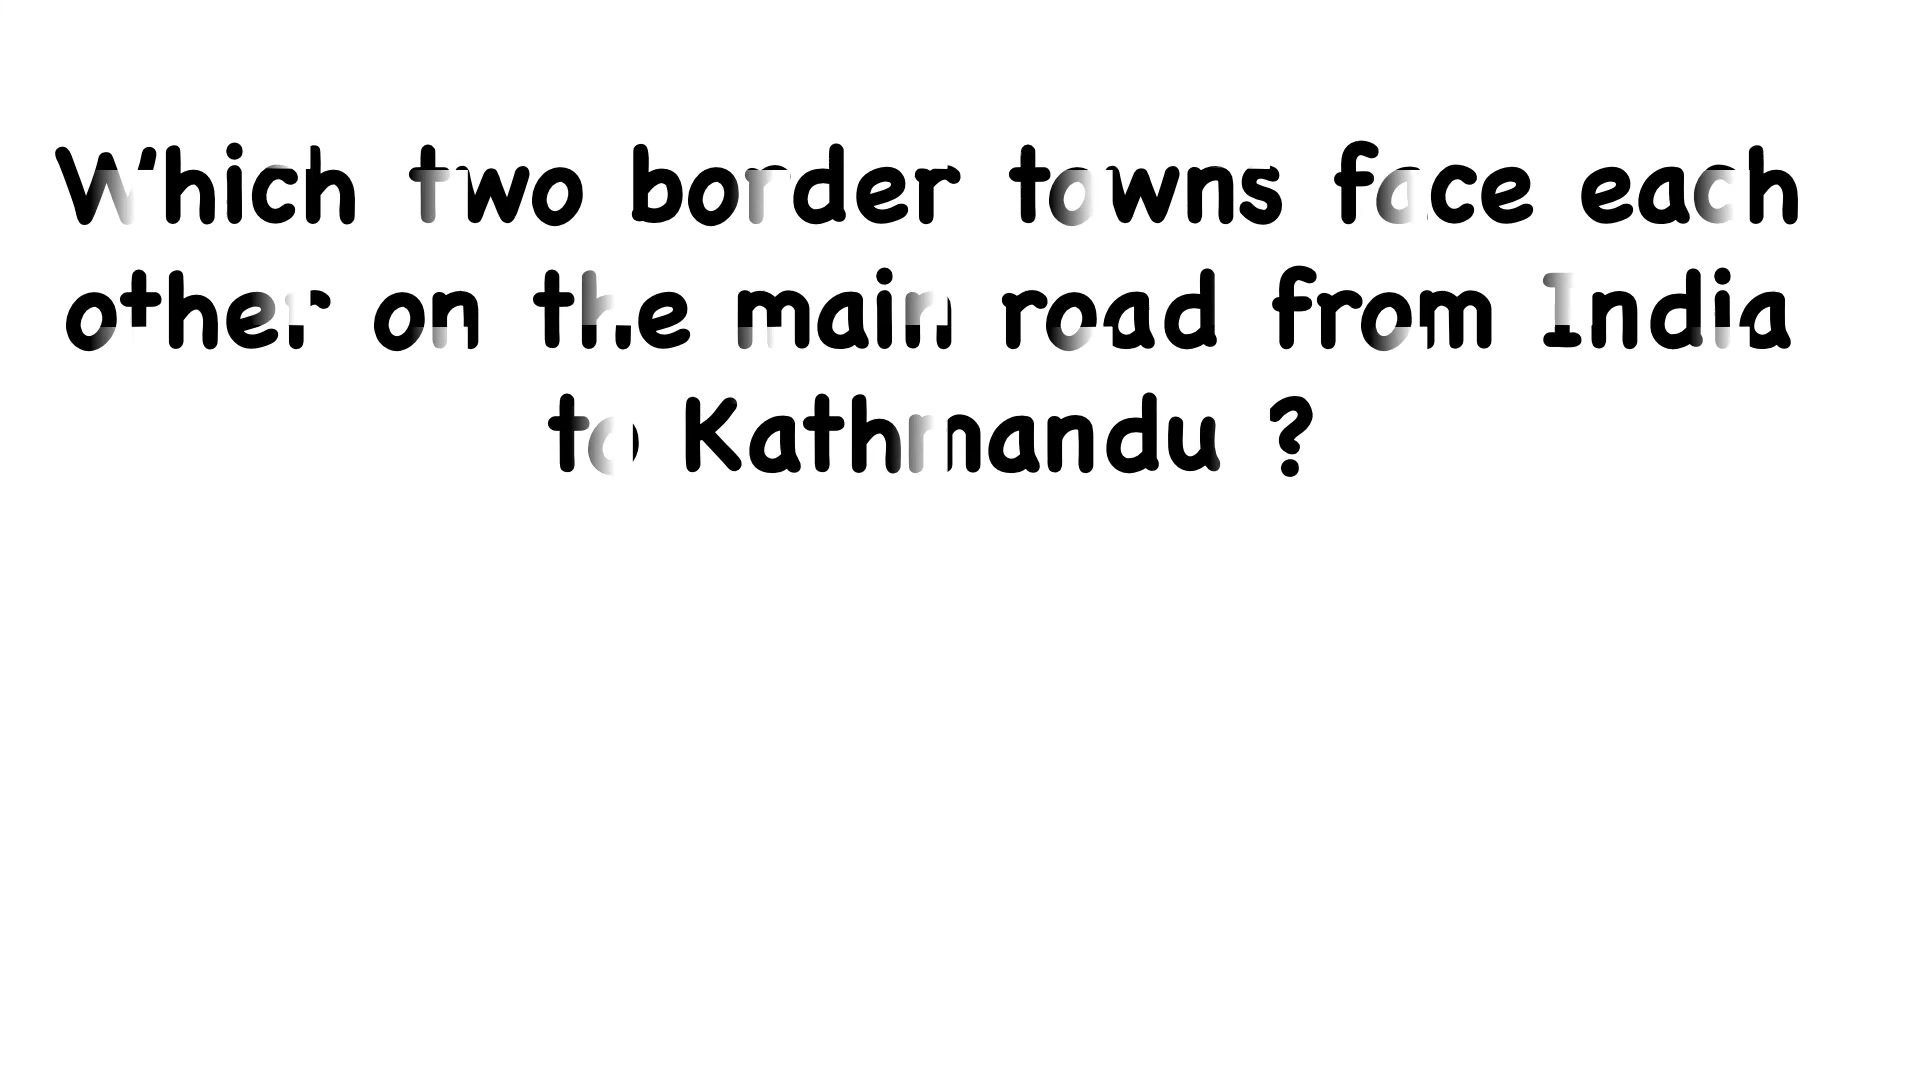 Which two border towns face each
other on the main road from India
to Kathmandu ?